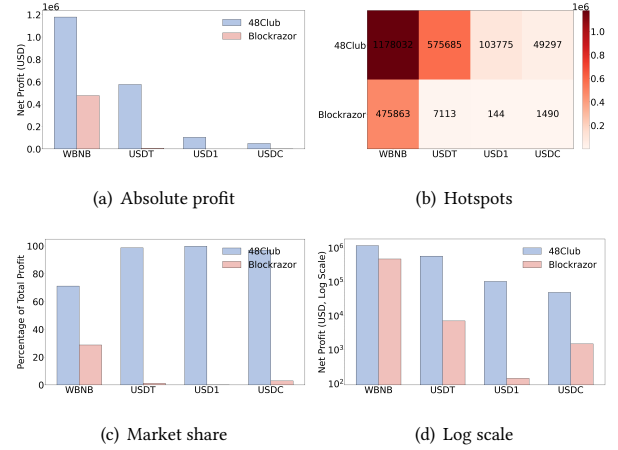 1e6
1.2
1.0
0.8
0.6
0.4
0.2
0.0
Net Profit (USD)
48Club
Blockrazor
WBNB USDT USD1 USDC
(a) Absolute profit
1e6
48Club 1178032 575685 103775 49297
Blockrazor 475863 7113 144 1490
WBNB USDT USD1 USDC
1.0
0.8
0.6
0.4
0.2
(b) Hotspots
100
80
60
40
20
0
Percentage of Total Profit
48Club
Blockrazor
WBNB USDT USD1 USDC
(c) Market share
10⁶
10⁵
10⁴
10³
10²
Net Profit (USD, Log Scale)
48Club
Blockrazor
WBNB USDT USD1 USDC
(d) Log scale